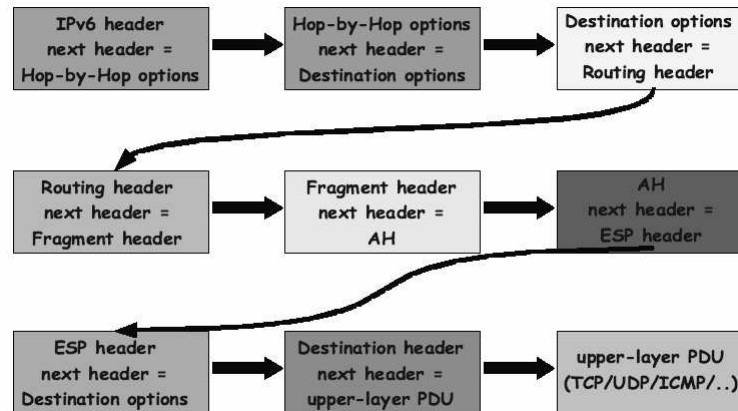 IPv6 header
next header =
Hop-by-Hop options
Hop-by-Hop options
next header =
Destination options
Destination options
next header =
Routing header
Routing header
next header =
Fragment header
Fragment header
next header =
AH
AH
next header =
ESP header
ESP header
next header =
Destination options
Destination header
next header =
upper-layer PDU
upper-layer PDU
(TCP/UDP/ICMP/..)